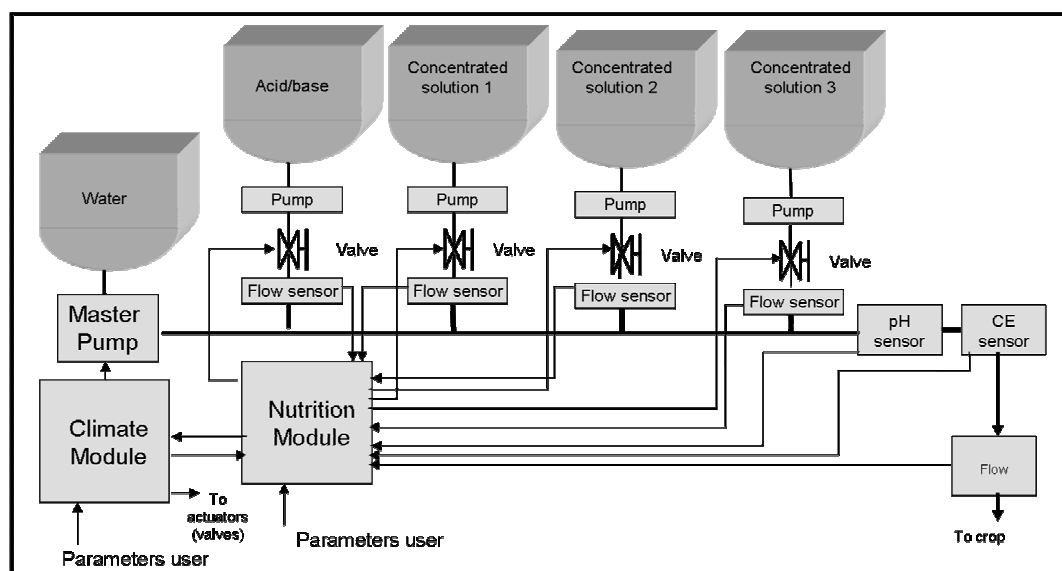 Acid/base
Concentrated
solution 1
Concentrated
solution 2
Concentrated
solution 3
Water
Pump
Pump
Pump
Pump
Valve
Valve
Valve
Valve
Flow sensor
Flow sensor
Flow sensor
Flow sensor
Master
Pump
pH
sensor
CE
sensor
Climate
Module
Nutrition
Module
Flow
To
actuators
(valves)
To crop
Parameters user
Parameters user